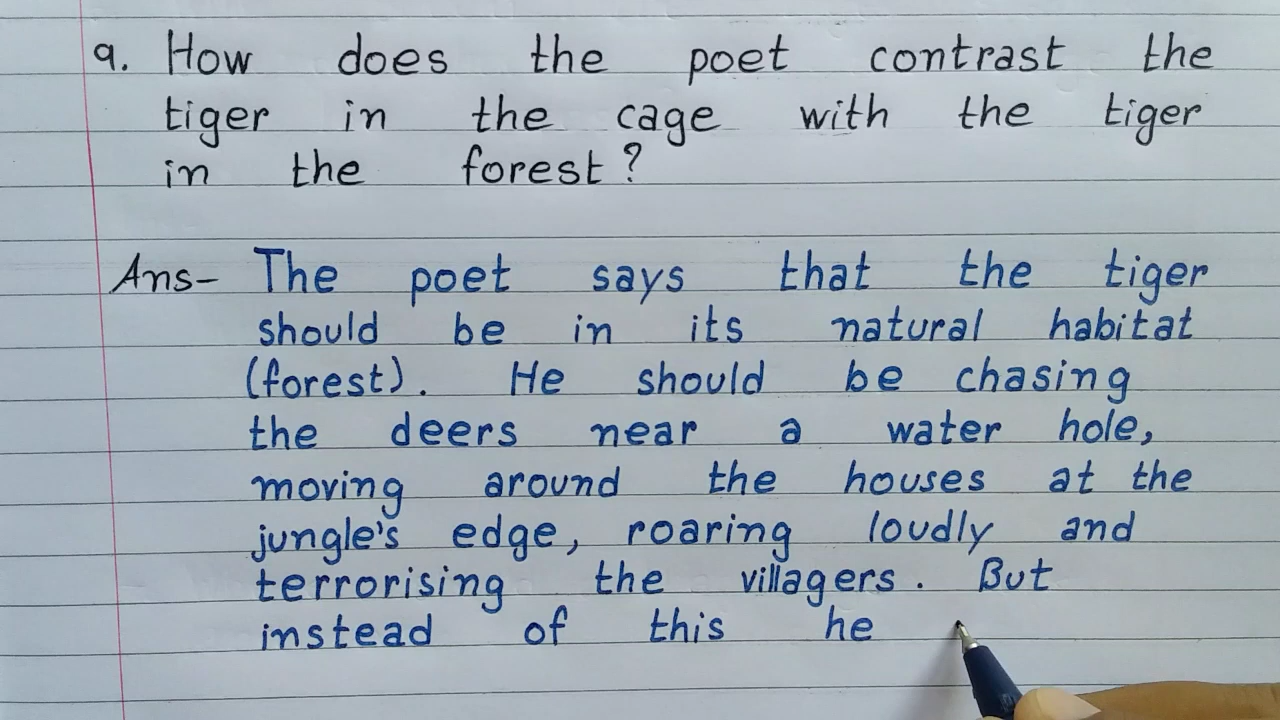 a. How does the poet contrast the
tiger in the cage with the tiger
in the forest?
Ans- The poet says that the tiger
should be in its natural habitat
(forest). He should be chasing
the deers near a water hole,
moving around the houses at the
jungle's edge, roaring loudly and
terrorising the villagers. But
instead of this he